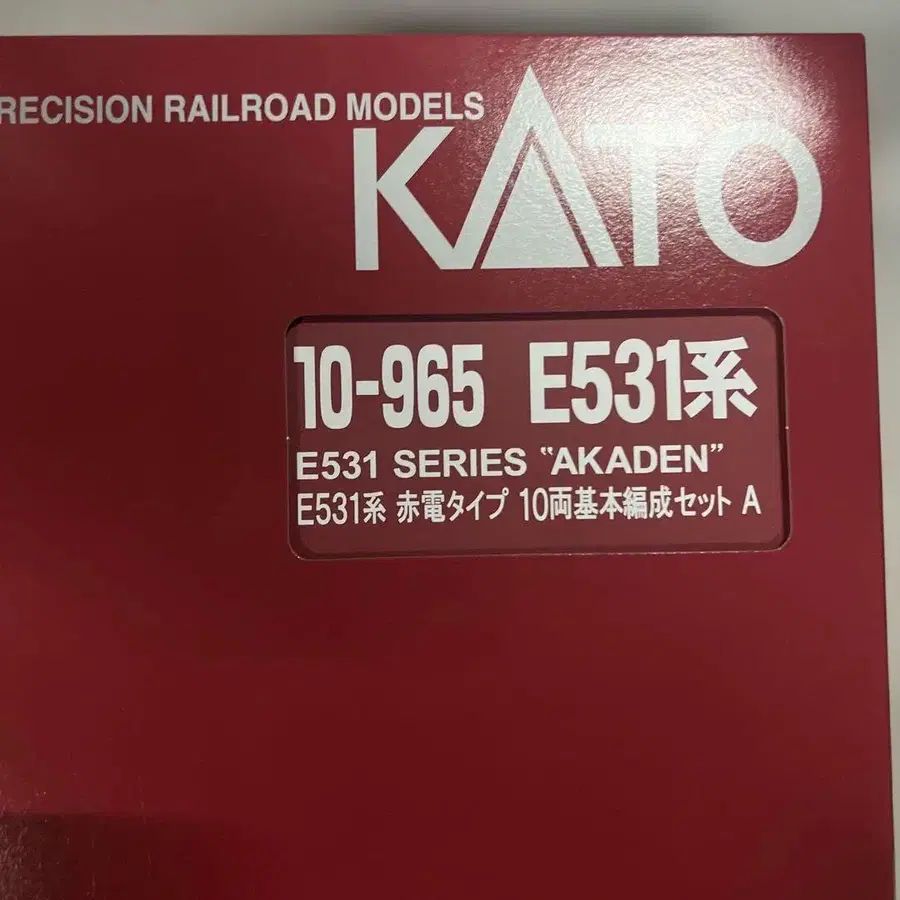 RECISION RAILROAD MODELS
KATO
10-965 E531系
E531 SERIES “AKADEN”
E531系 赤電タイプ 10両基本編成セット A